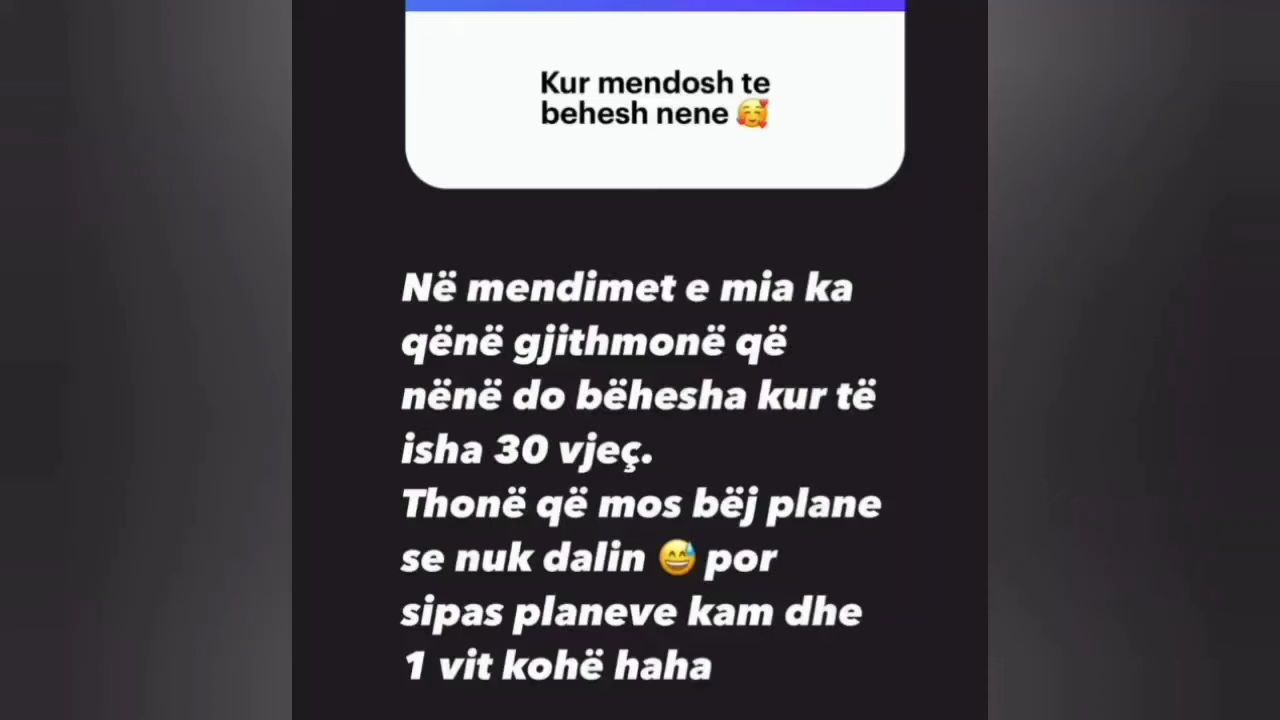 Kur mendosh te
behesh nene 🥰
Në mendimet e mia ka
qënë gjithmonë që
nënë do bëhesha kur të
isha 30 vjeç.
Thonë që mos bëj plane
se nuk dalin 😅 por
sipas planeve kam dhe
1 vit kohë haha